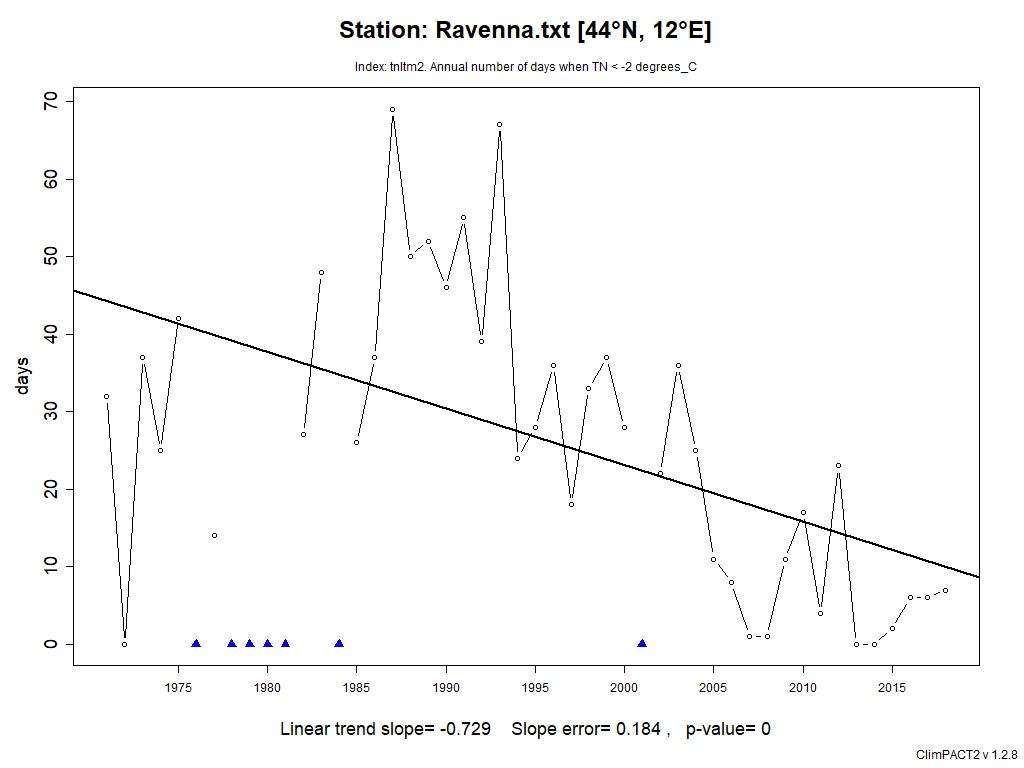 Station: Ravenna.txt [44°N, 12°E]
Index: tnltm2. Annual number of days when TN < -2 degrees_C
70
60
50
40
30
20
10
0
days
1975 1980 1985 1990 1995 2000 2005 2010 2015
Linear trend slope= -0.729 Slope error= 0.184 , p-value= 0
ClimPACT2 v 1.2.8